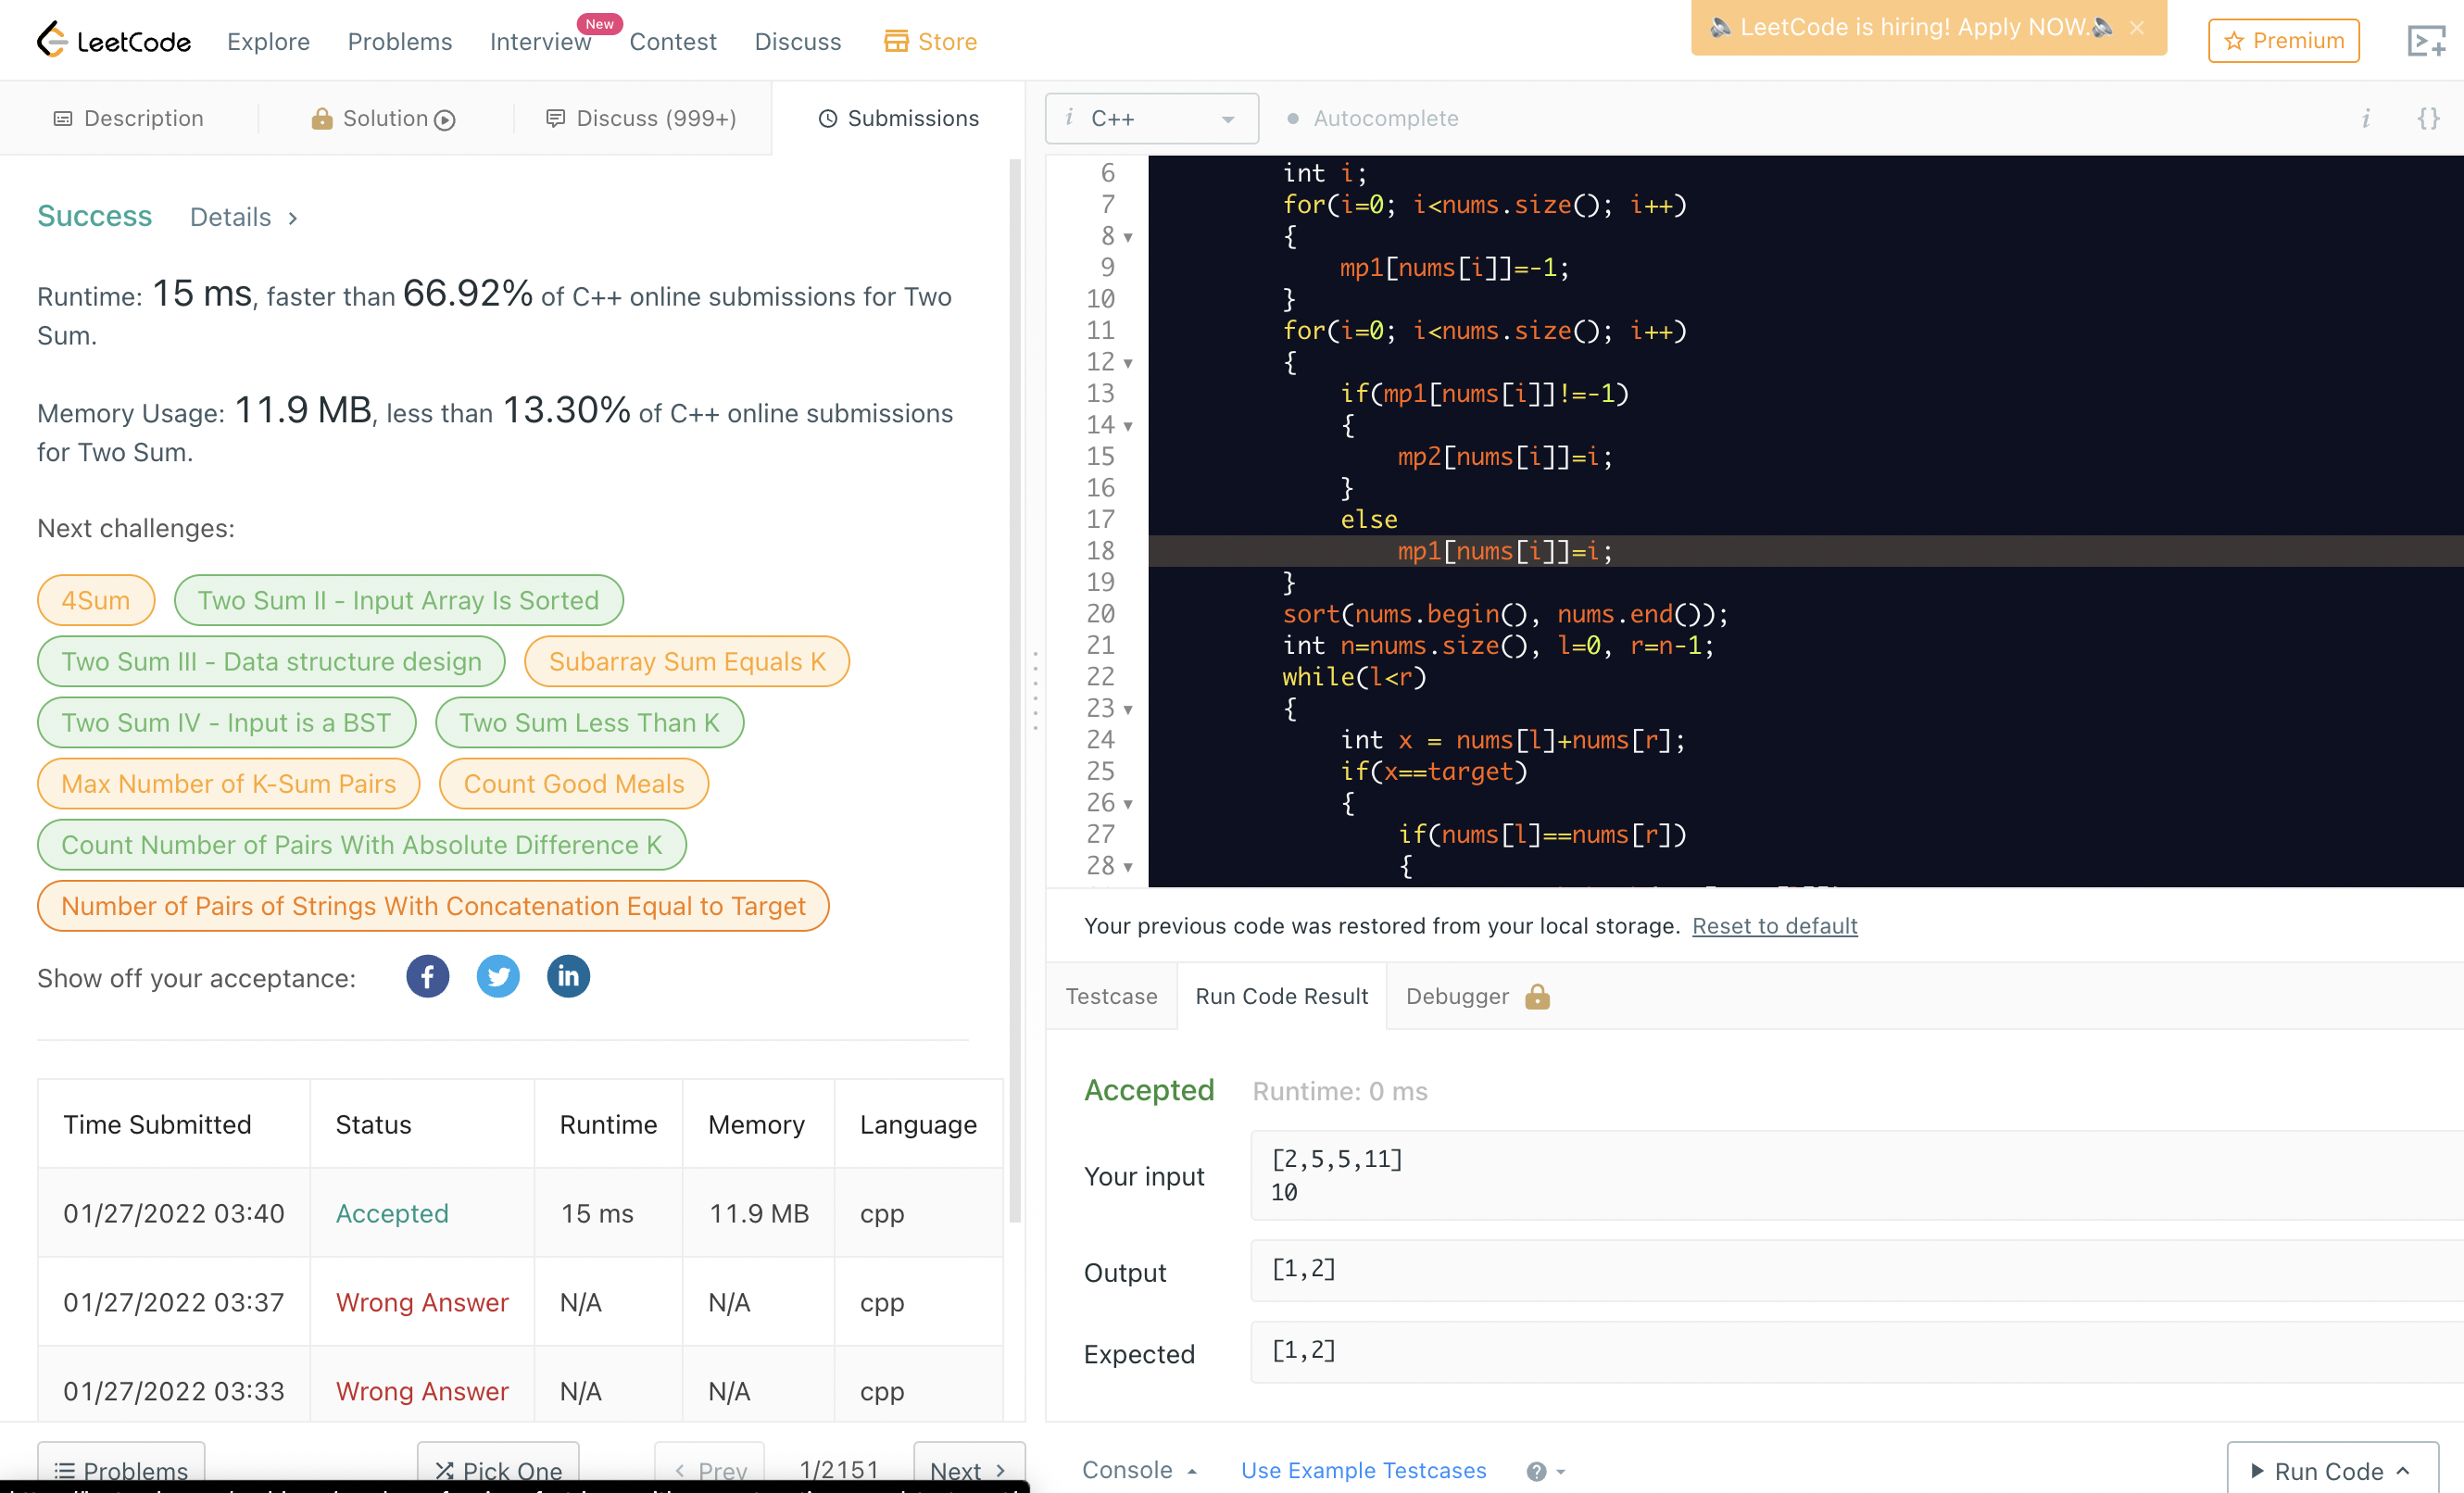 LeetCode Explore Problems Interview New Contest Discuss Store LeetCode is hiring! Apply NOW. Premium
Description Solution Discuss (999+) Submissions
Success Details
Runtime: 15 ms, faster than 66.92% of C++ online submissions for Two
Sum.
Memory Usage: 11.9 MB, less than 13.30% of C++ online submissions
for Two Sum.
Next challenges:
4Sum Two Sum II - Input Array Is Sorted
Two Sum III - Data structure design Subarray Sum Equals K
Two Sum IV - Input is a BST Two Sum Less Than K
Max Number of K-Sum Pairs Count Good Meals
Count Number of Pairs With Absolute Difference K
Number of Pairs of Strings With Concatenation Equal to Target
Show off your acceptance:
Time Submitted Status Runtime Memory Language
01/27/2022 03:40 Accepted 15 ms 11.9 MB cpp
01/27/2022 03:37 Wrong Answer N/A N/A cpp
01/27/2022 03:33 Wrong Answer N/A N/A cpp
Problems Pick One Prev 1/2151 Next
i C++ Autocomplete i {}
6 int i;
7 for(i=0; i<nums.size(); i++)
8 {
9 mp1[nums[i]]=-1;
10 }
11 for(i=0; i<nums.size(); i++)
12 {
13 if(mp1[nums[i]]!=-1)
14 {
15 mp2[nums[i]]=i;
16 }
17 else
18 mp1[nums[i]]=i;
19 }
20 sort(nums.begin(), nums.end());
21 int n=nums.size(), l=0, r=n-1;
22 while(l<r)
23 {
24 int x = nums[l]+nums[r];
25 if(x==target)
26 {
27 if(nums[l]==nums[r])
28 {
Your previous code was restored from your local storage. Reset to default
Testcase Run Code Result Debugger
Accepted Runtime: 0 ms
Your input
[2,5,5,11]
10
Output [1,2]
Expected [1,2]
Console Use Example Testcases ? Run Code